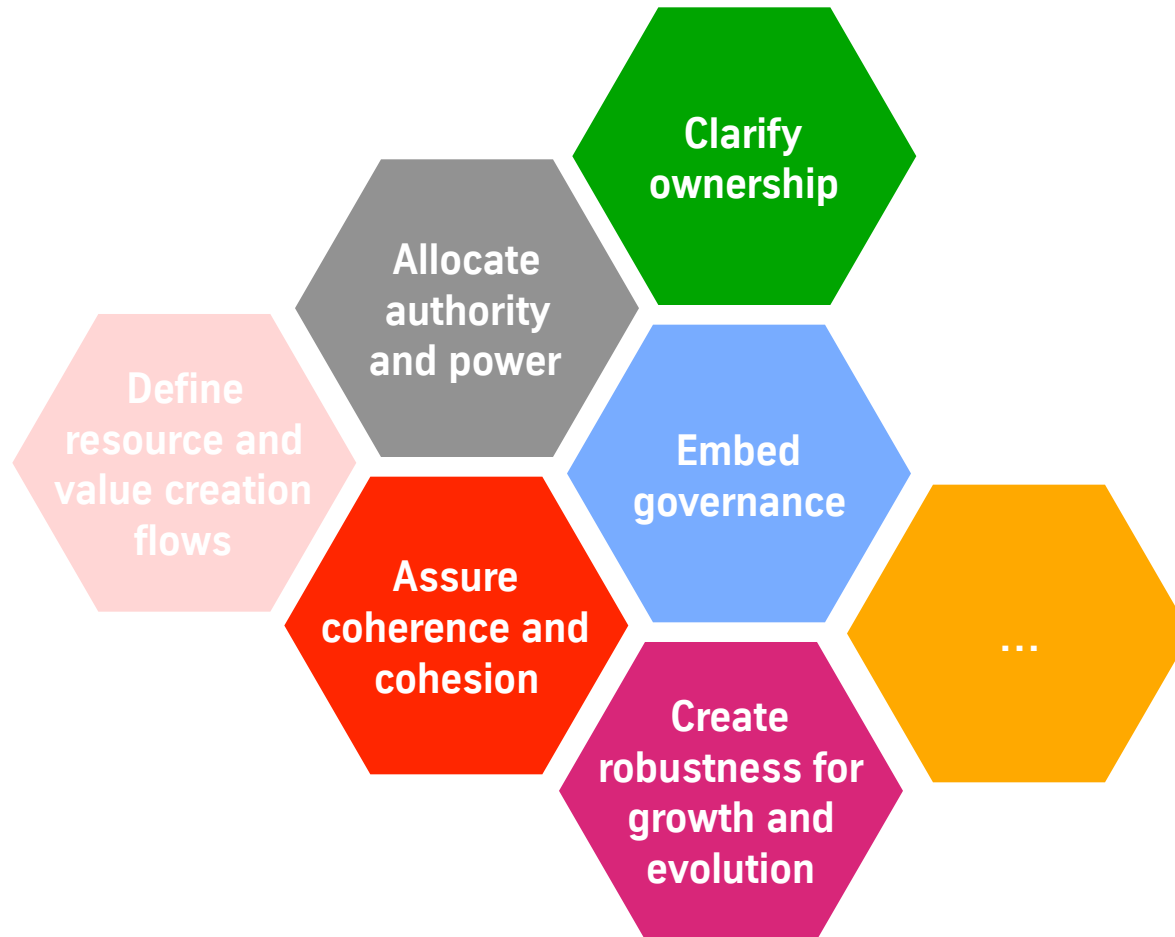 Clarify
ownership
Allocate
authority
and power
Define
resource and
value creation
flows
Embed
governance
Assure
coherence and
cohesion
...
Create
robustness for
growth and
evolution